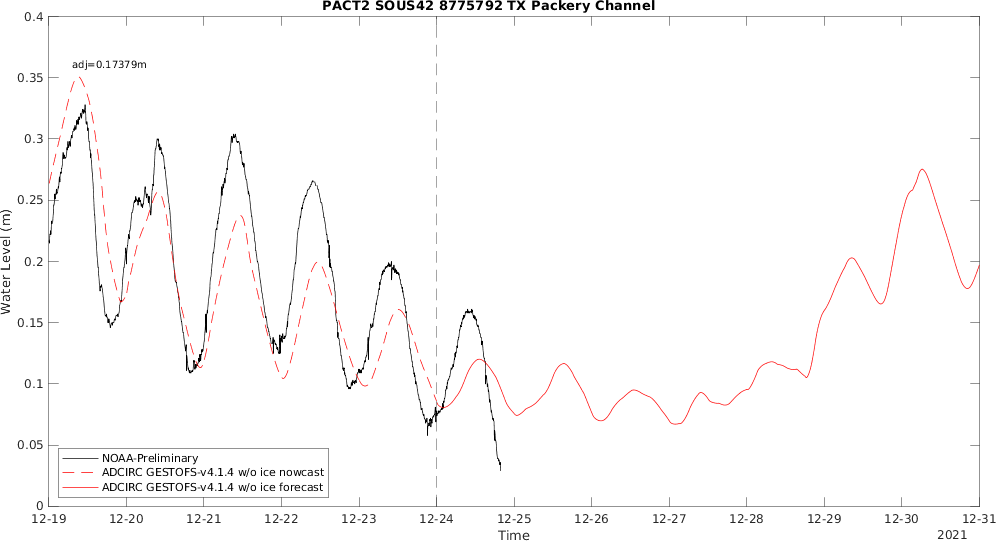 PACT2 SOUS42 8775792 TX Packery Channel
0.4
0.35
0.3
0.25
0.2
0.15
0.1
0.05
0
Water Level (m)
adj=0.17379m
NOAA-Preliminary
ADCIRC GESTOFS-v4.1.4 w/o ice nowcast
ADCIRC GESTOFS-v4.1.4 w/o ice forecast
12-19 12-20 12-21 12-22 12-23 12-24 12-25 12-26 12-27 12-28 12-29 12-30 12-31
Time
2021